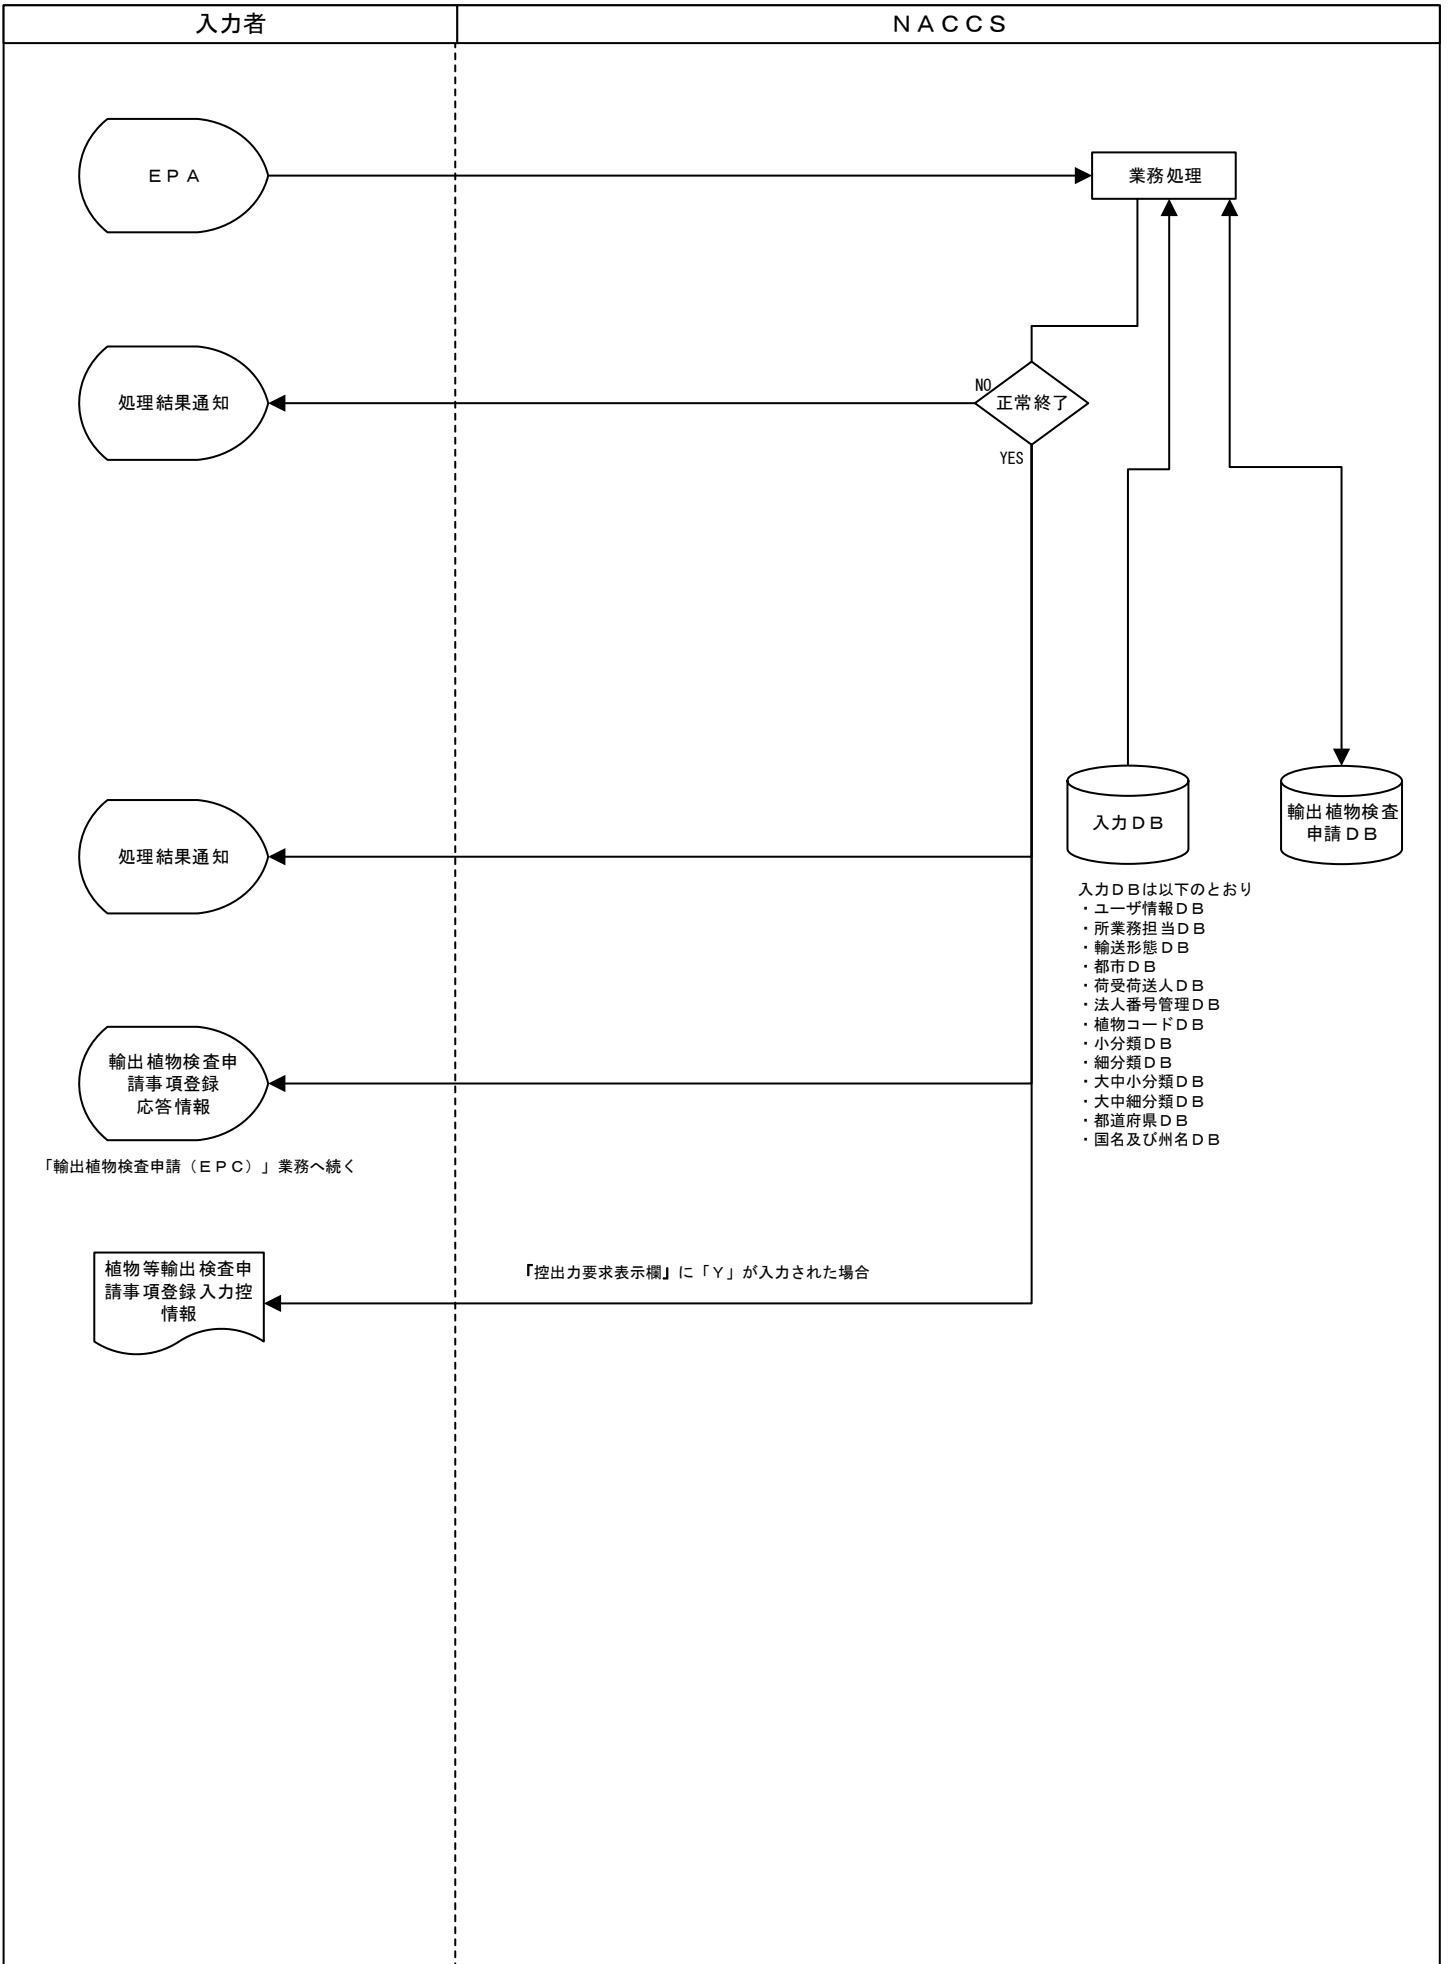 入力者
ＮＡＣＣＳ
ＥＰＡ
業務処理
処理結果通知
NO
正常終了
YES
処理結果通知
入力ＤＢ
輸出植物検査
申請ＤＢ
入力ＤＢは以下のとおり
・ユーザ情報ＤＢ
・所業務担当ＤＢ
・輸送形態ＤＢ
・都市ＤＢ
・荷受荷送人ＤＢ
・法人番号管理ＤＢ
・植物コードＤＢ
・小分類ＤＢ
・細分類ＤＢ
・大中小分類ＤＢ
・大中細分類ＤＢ
・都道府県ＤＢ
・国名及び州名ＤＢ
輸出植物検査申
請事項登録
応答情報
「輸出植物検査申請（ＥＰＣ）」業務へ続く
植物等輸出検査申
請事項登録入力控
情報
『控出力要求表示欄』に「Ｙ」が入力された場合